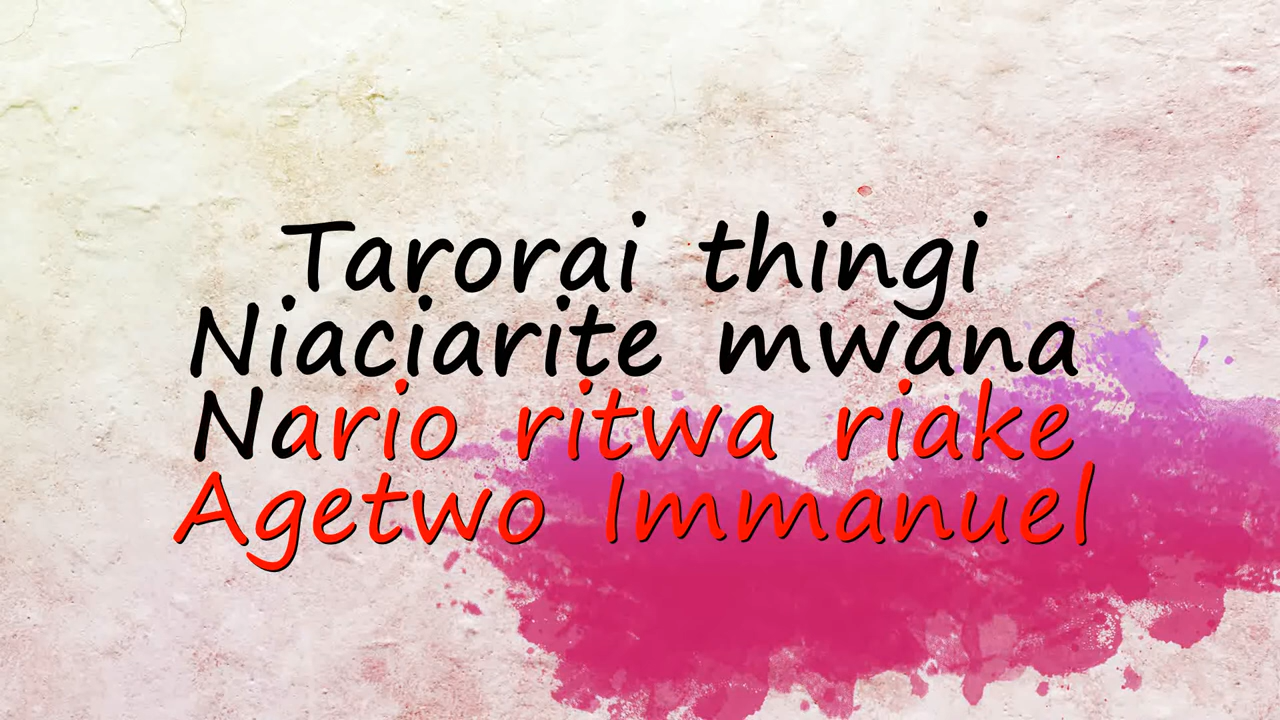 Tarorai thingi
Niaciarite mwana
Nario ritwa riake
Agetwo Immanuel